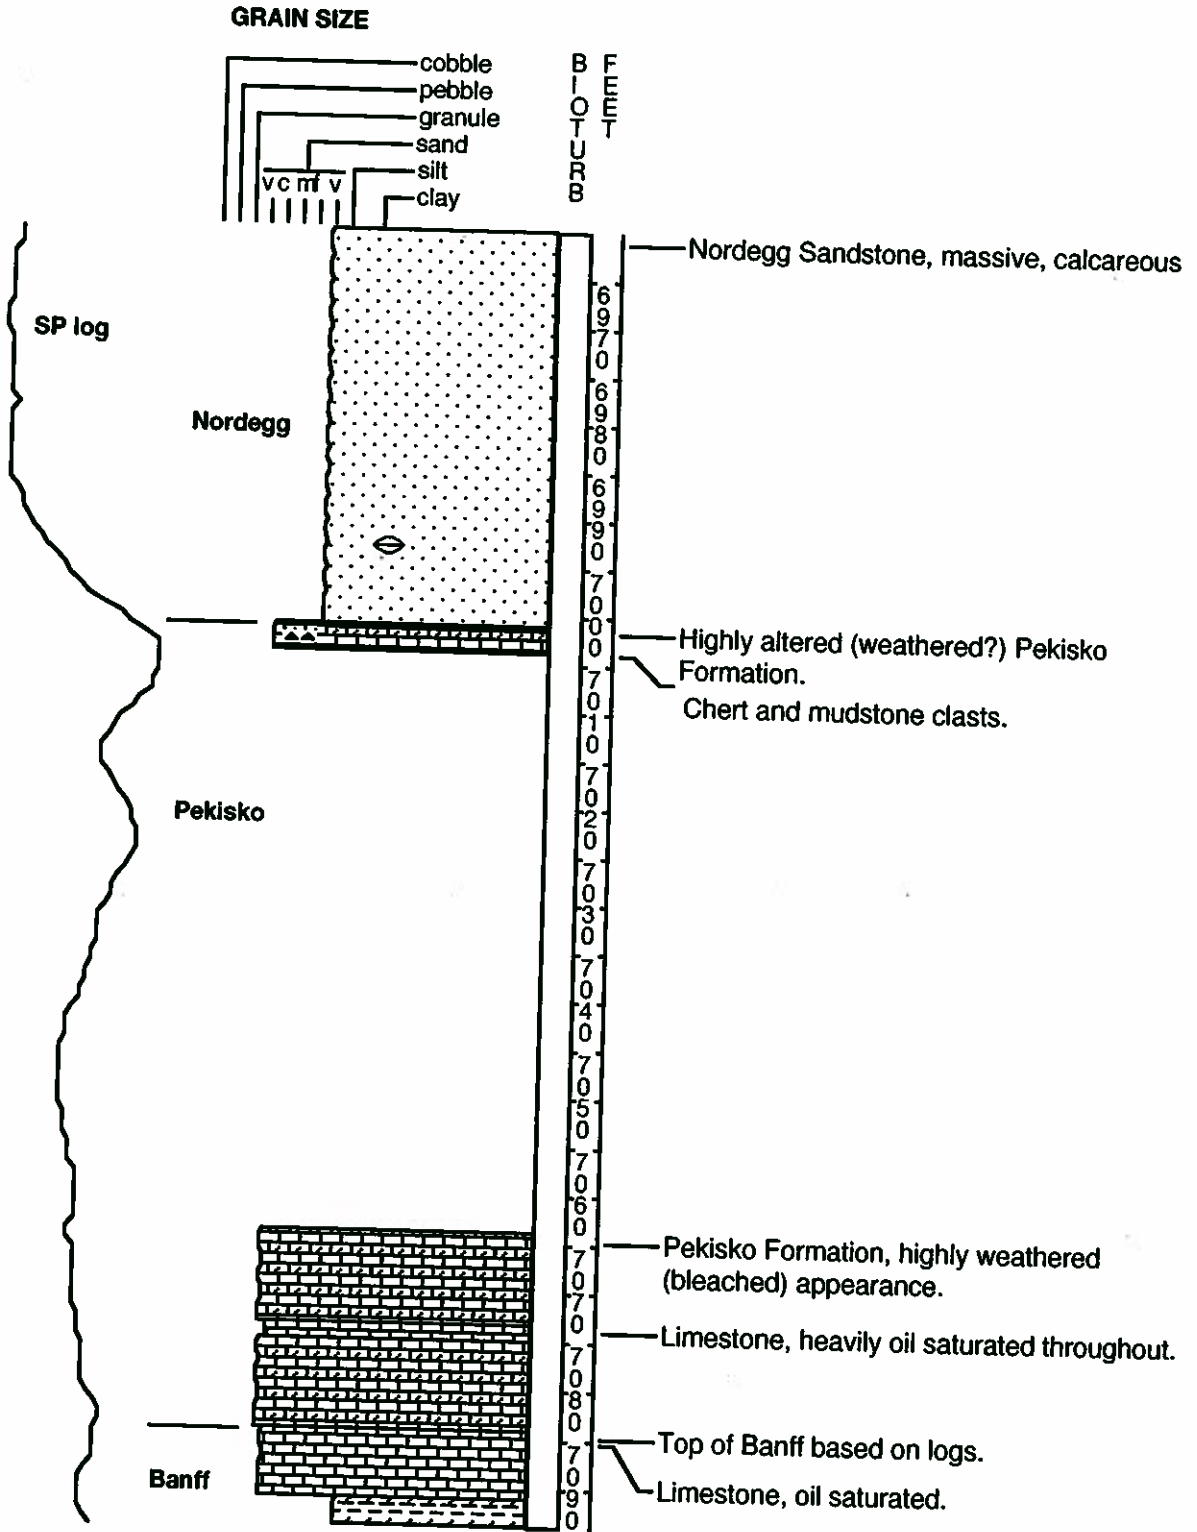 GRAIN SIZE
cobble
pebble
granule
sand
silt
clay
v c m f v
BIOTURB
FEET
SP log
Nordegg
Pekisko
Banff
6970
6980
6990
7000
7010
7020
7030
7040
7050
7060
7070
7080
7090
Nordegg Sandstone, massive, calcareous
Highly altered (weathered?) Pekisko
Formation.
Chert and mudstone clasts.
Pekisko Formation, highly weathered
(bleached) appearance.
Limestone, heavily oil saturated throughout.
Top of Banff based on logs.
Limestone, oil saturated.